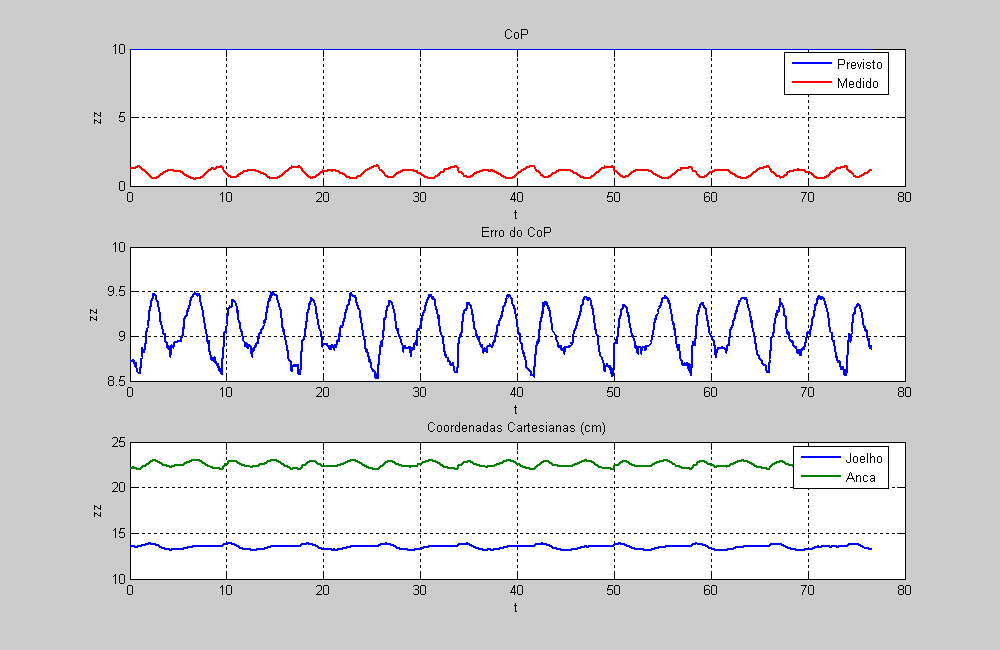 CoP
10
5
0
zz
Previsto
Medido
0 10 20 30 40 50 60 70 80
t
Erro do CoP
10
9.5
9
8.5
zz
0 10 20 30 40 50 60 70 80
t
Coordenadas Cartesianas (cm)
25
20
15
10
zz
Joelho
Anca
0 10 20 30 40 50 60 70 80
t